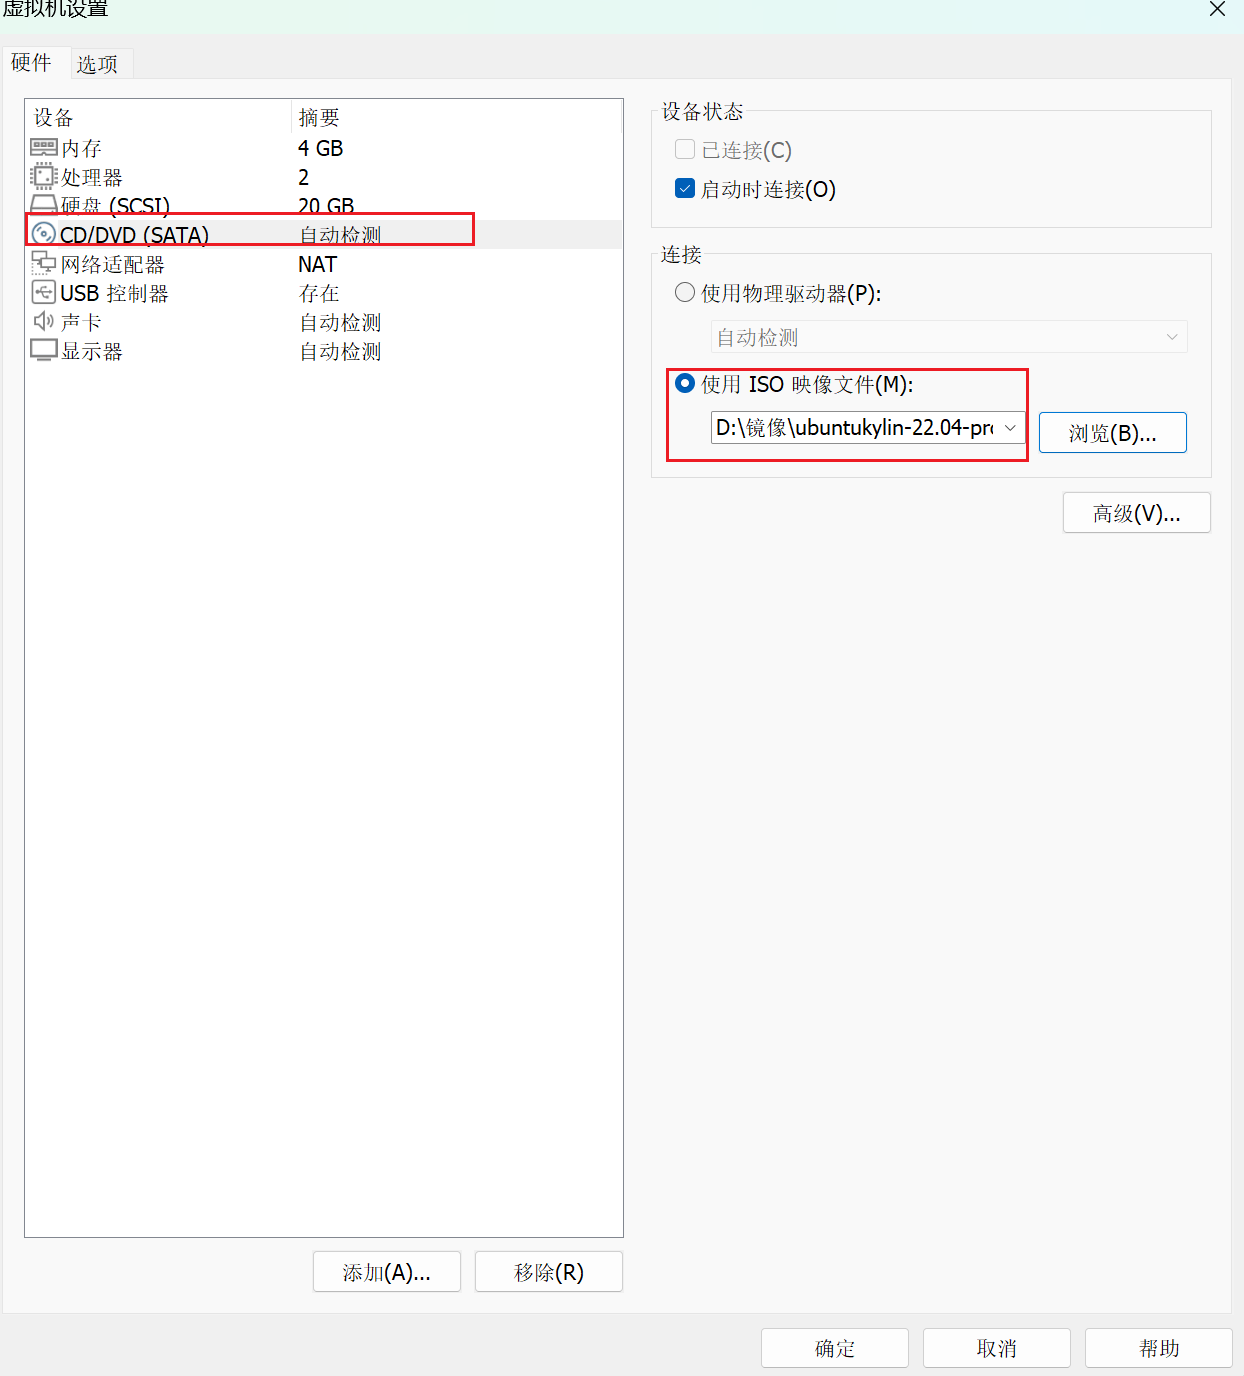 虚拟机设置
硬件 选项
设备 摘要
内存 4 GB
处理器 2
硬盘 (SCSI) 20 GB
CD/DVD (SATA) 自动检测
网络适配器 NAT
USB 控制器 存在
声卡 自动检测
显示器 自动检测
添加(A)... 移除(R)
设备状态
已连接(C)
启动时连接(O)
连接
使用物理驱动器(P):
自动检测
使用 ISO 映像文件(M):
D:\镜像\ubuntukylin-22.04-pr 浏览(B)...
高级(V)...
确定 取消 帮助